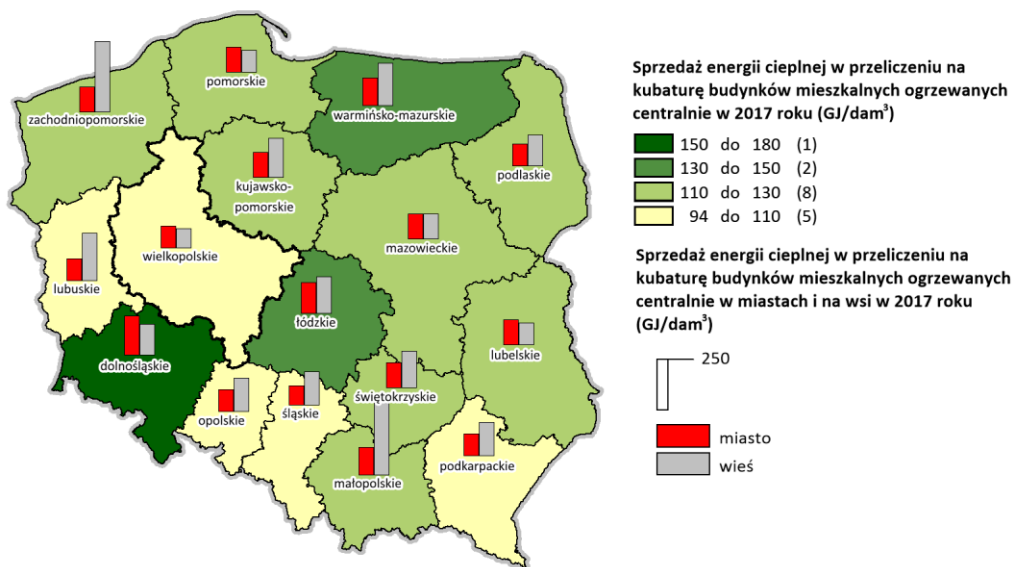 pomorskie
zachodniopomorskie
warmińsko-mazurskie
podlaskie
kujawsko-
pomorskie
mazowieckie
wielkopolskie
lubuskie
łódzkie
lubelskie
dolnośląskie
świętokrzyskie
opolskie
śląskie
podkarpackie
małopolskie
Sprzedaż energii cieplnej w przeliczeniu na
kubaturę budynków mieszkalnych ogrzewanych
centralnie w 2017 roku (GJ/dam³)
150 do 180 (1)
130 do 150 (2)
110 do 130 (8)
94 do 110 (5)
Sprzedaż energii cieplnej w przeliczeniu na
kubaturę budynków mieszkalnych ogrzewanych
centralnie w miastach i na wsi w 2017 roku
(GJ/dam³)
250
miasto
wieś